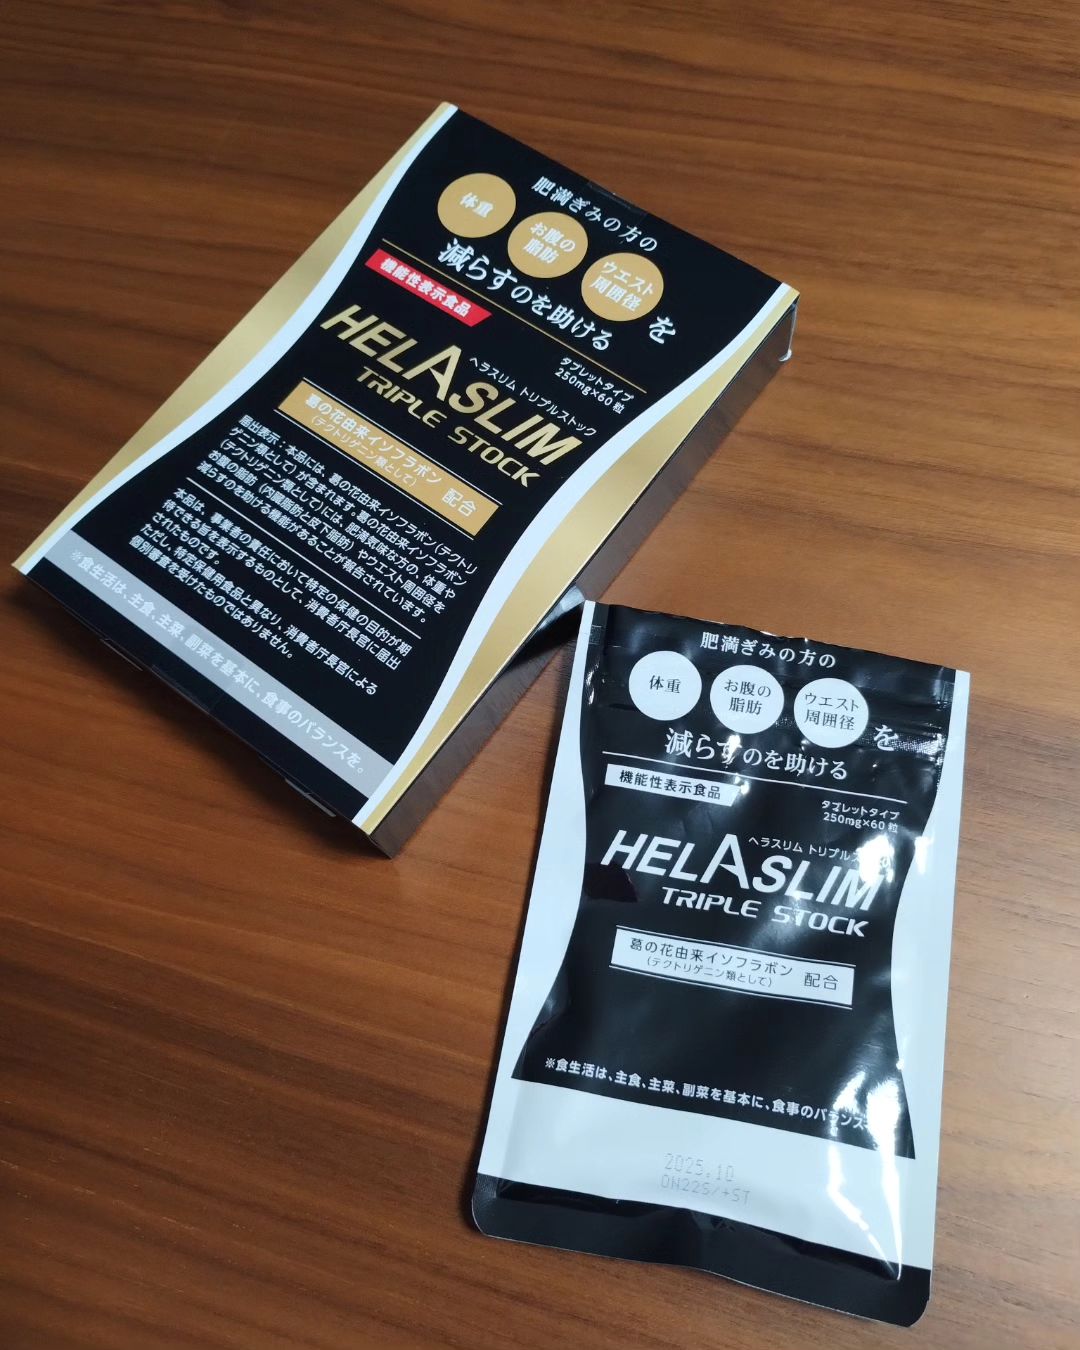 肥満ぎみの方の
体重
お腹の
脂肪
ウエスト
周囲径
を
減らすのを助ける
機能性表示食品
タブレットタイプ
250mg×60粒
ヘラスリム トリプルストック
HELASLIM
TRIPLE STOCK
葛の花由来イソフラボン
(テクトリゲニン類として)
配合
届出表示:本品には、葛の花由来イソフラボン(テクトリ
ゲニン類として)が含まれます。葛の花由来イソフラボン
(テクトリゲニン類として)には、肥満気味な方の、体重や
お腹の脂肪(内臓脂肪と皮下脂肪)やウエスト周囲径を
減らすのを助ける機能があることが報告されています。
本品は、事業者の責任において特定の保健の目的が期
待できる旨を表示するものとして、消費者庁長官に届出
されたものです。
ただし、特定保健用食品と異なり、消費者庁長官による
個別審査を受けたものではありません。
※食生活は、主食、主菜、副菜を基本に、食事のバランスを。
肥満ぎみの方の
体重
お腹の
脂肪
ウエスト
周囲径
を
減らすのを助ける
機能性表示食品
タブレットタイプ
250mg×60粒
ヘラスリム トリプル
HELASLIM
TRIPLE STOCK
葛の花由来イソフラボン
(テクトリゲニン類として)
配合
※食生活は、主食、主菜、副菜を基本に、食事のバランス
2025.10